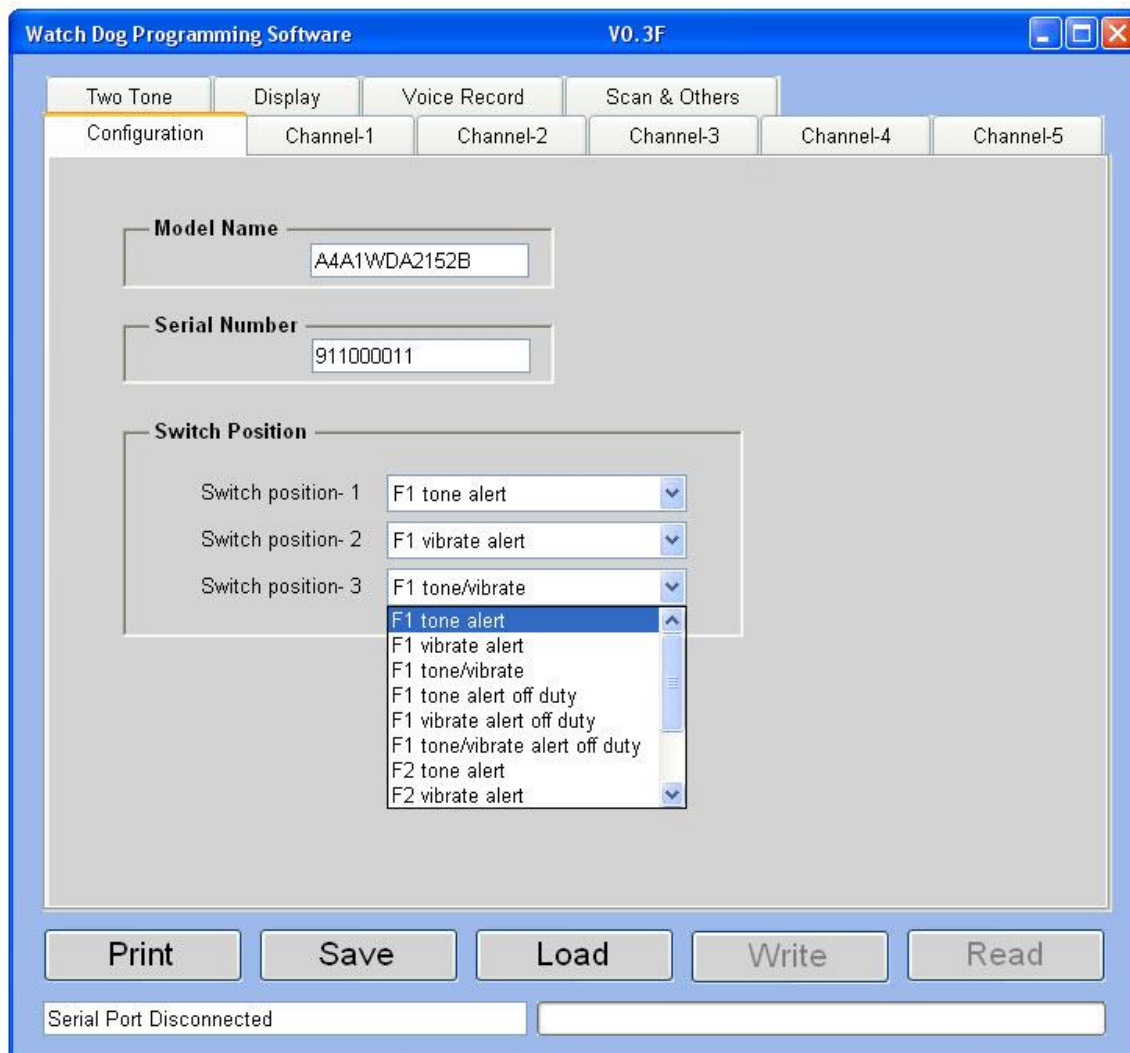 Watch Dog Programming Software V0.3F
Two Tone Display Voice Record Scan & Others
Configuration Channel-1 Channel-2 Channel-3 Channel-4 Channel-5
Model Name
A4A1WDA2152B
Serial Number
911000011
Switch Position
Switch position- 1 F1 tone alert
Switch position- 2 F1 vibrate alert
Switch position- 3 F1 tone/vibrate
F1 tone alert
F1 vibrate alert
F1 tone/vibrate
F1 tone alert off duty
F1 vibrate alert off duty
F1 tone/vibrate alert off duty
F2 tone alert
F2 vibrate alert
Print Save Load Write Read
Serial Port Disconnected